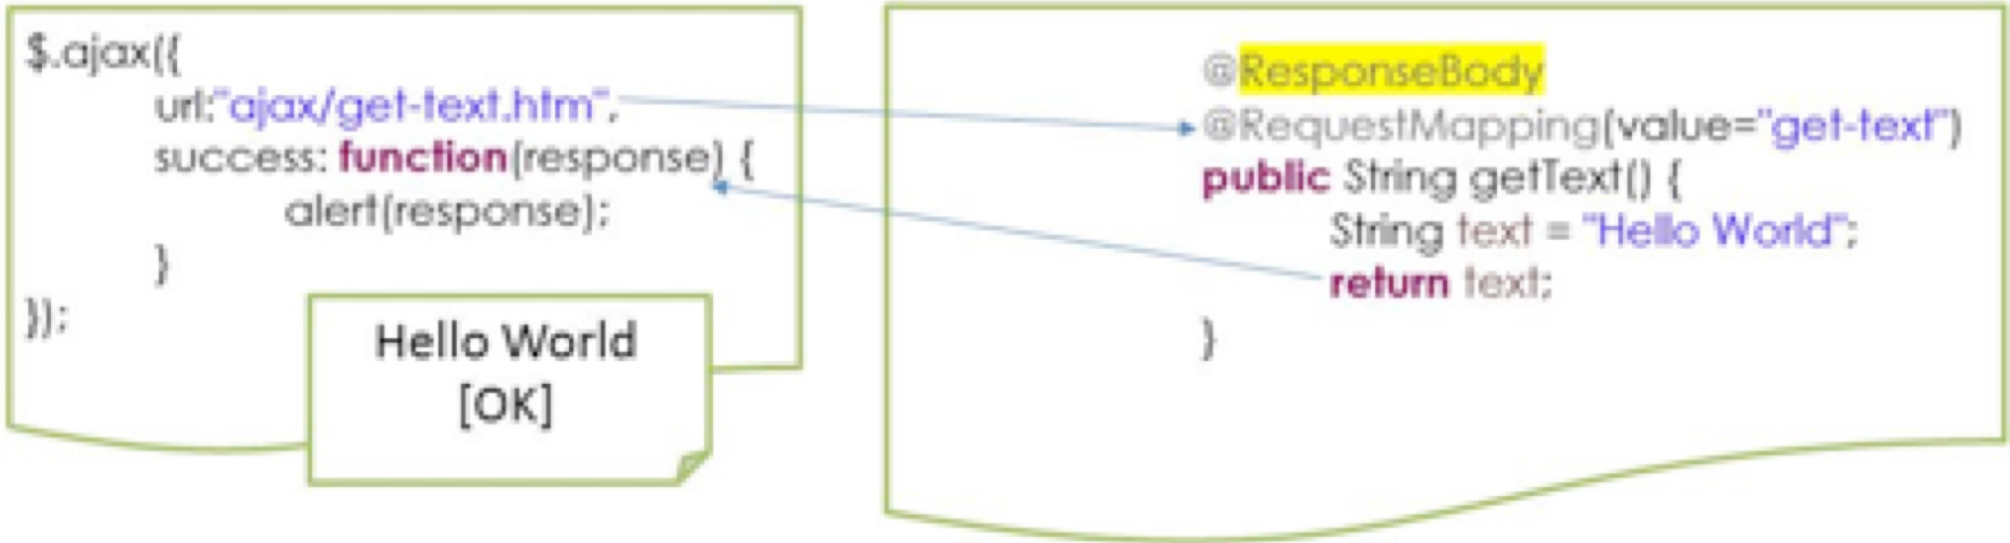 $.ajax({
url:"ajax/get-text.htm",
success: function(response) {
alert(response);
}
});
Hello World
[OK]
@ResponseBody
@RequestMapping(value="get-text")
public String getText() {
String text = "Hello World";
return text;
}